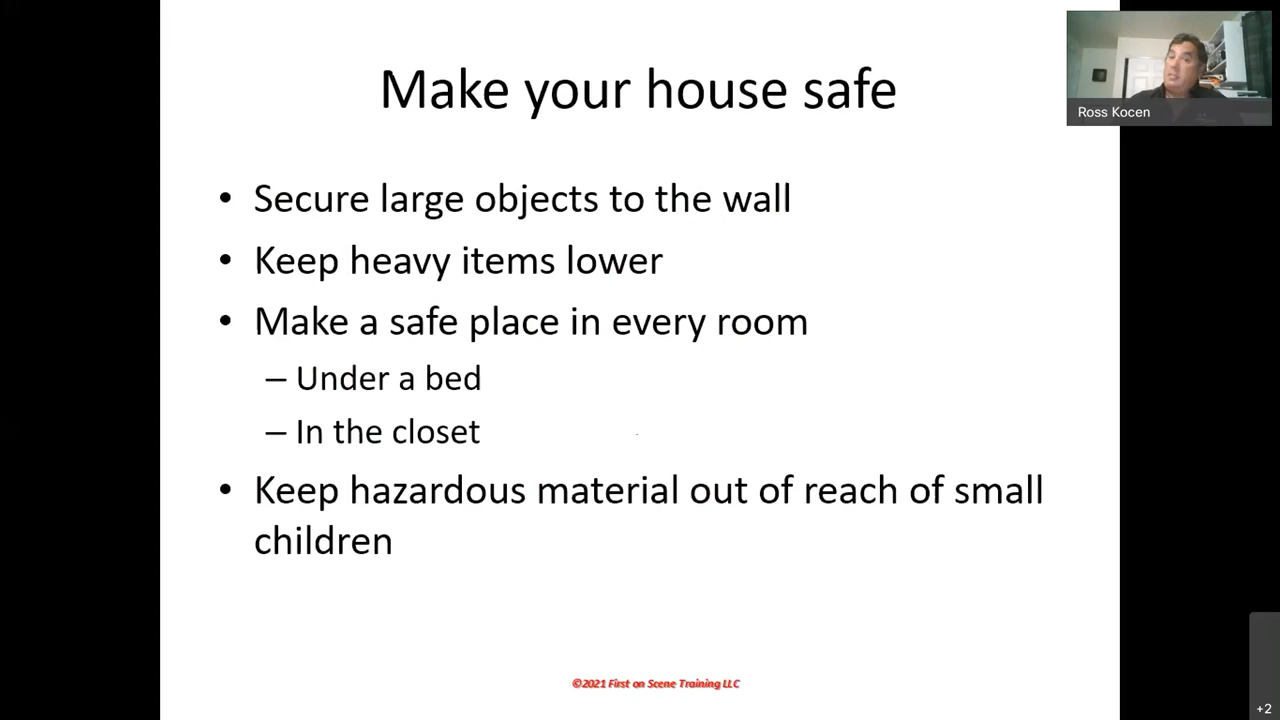 Make your house safe
Ross Kocen
• Secure large objects to the wall
• Keep heavy items lower
• Make a safe place in every room
– Under a bed
– In the closet
• Keep hazardous material out of reach of small
children
©2021 First on Scene Training LLC
+2